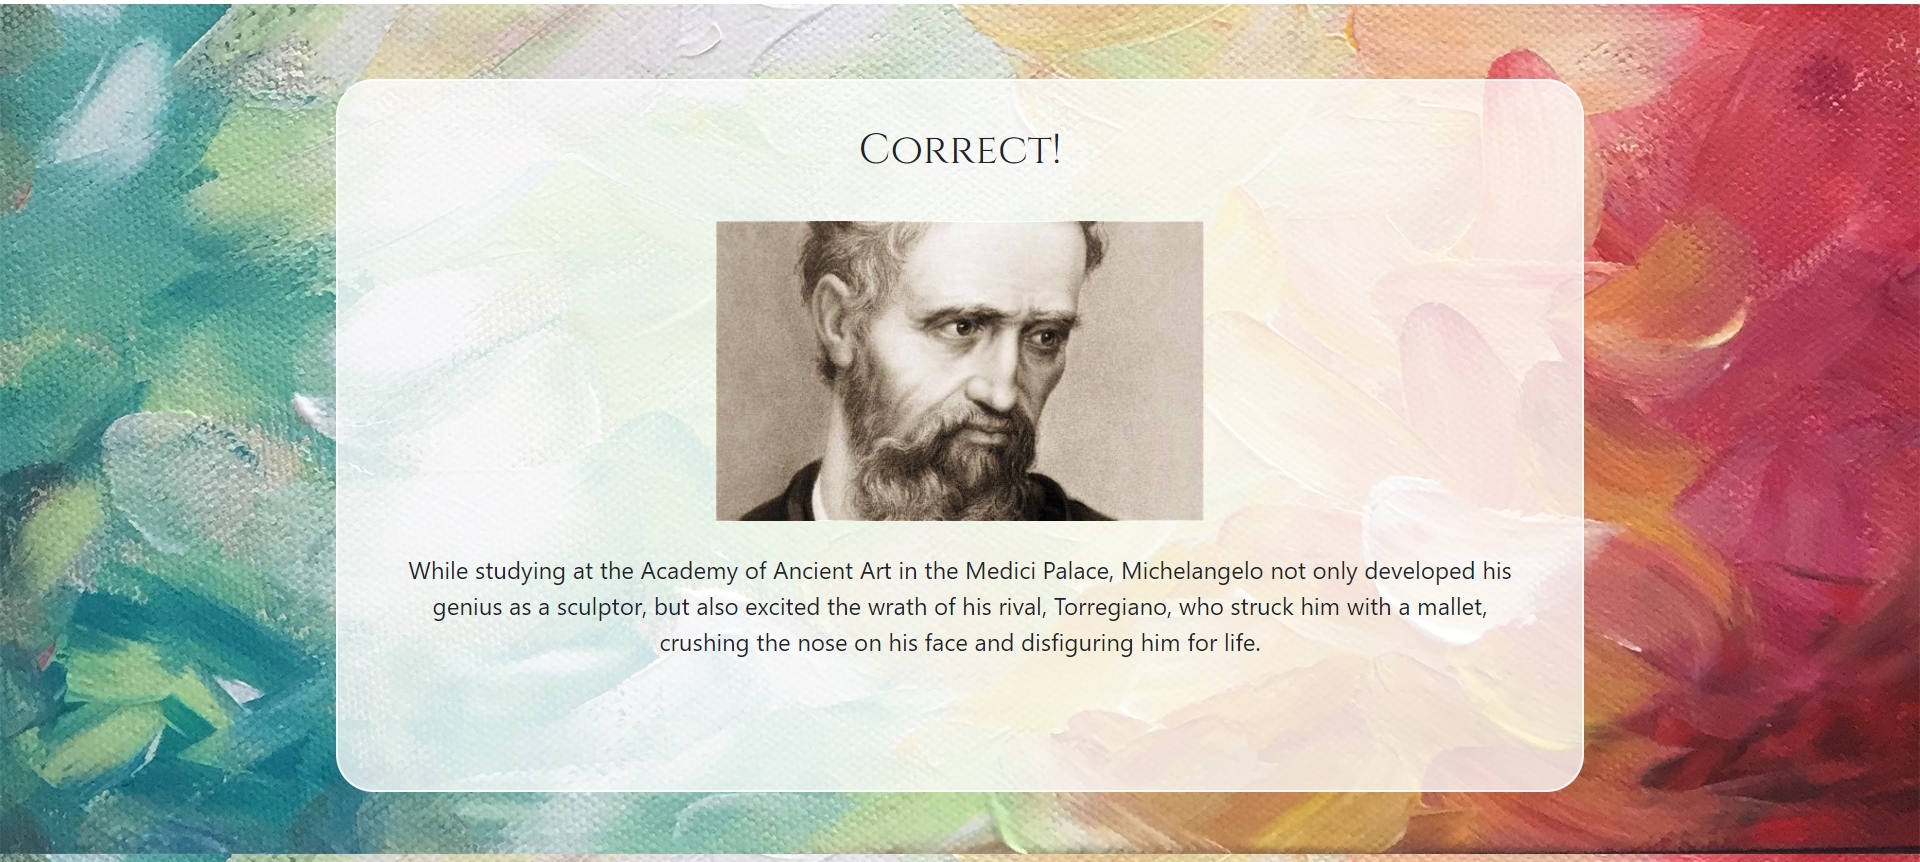 Correct!
While studying at the Academy of Ancient Art in the Medici Palace, Michelangelo not only developed his
genius as a sculptor, but also excited the wrath of his rival, Torregiano, who struck him with a mallet,
crushing the nose on his face and disfiguring him for life.